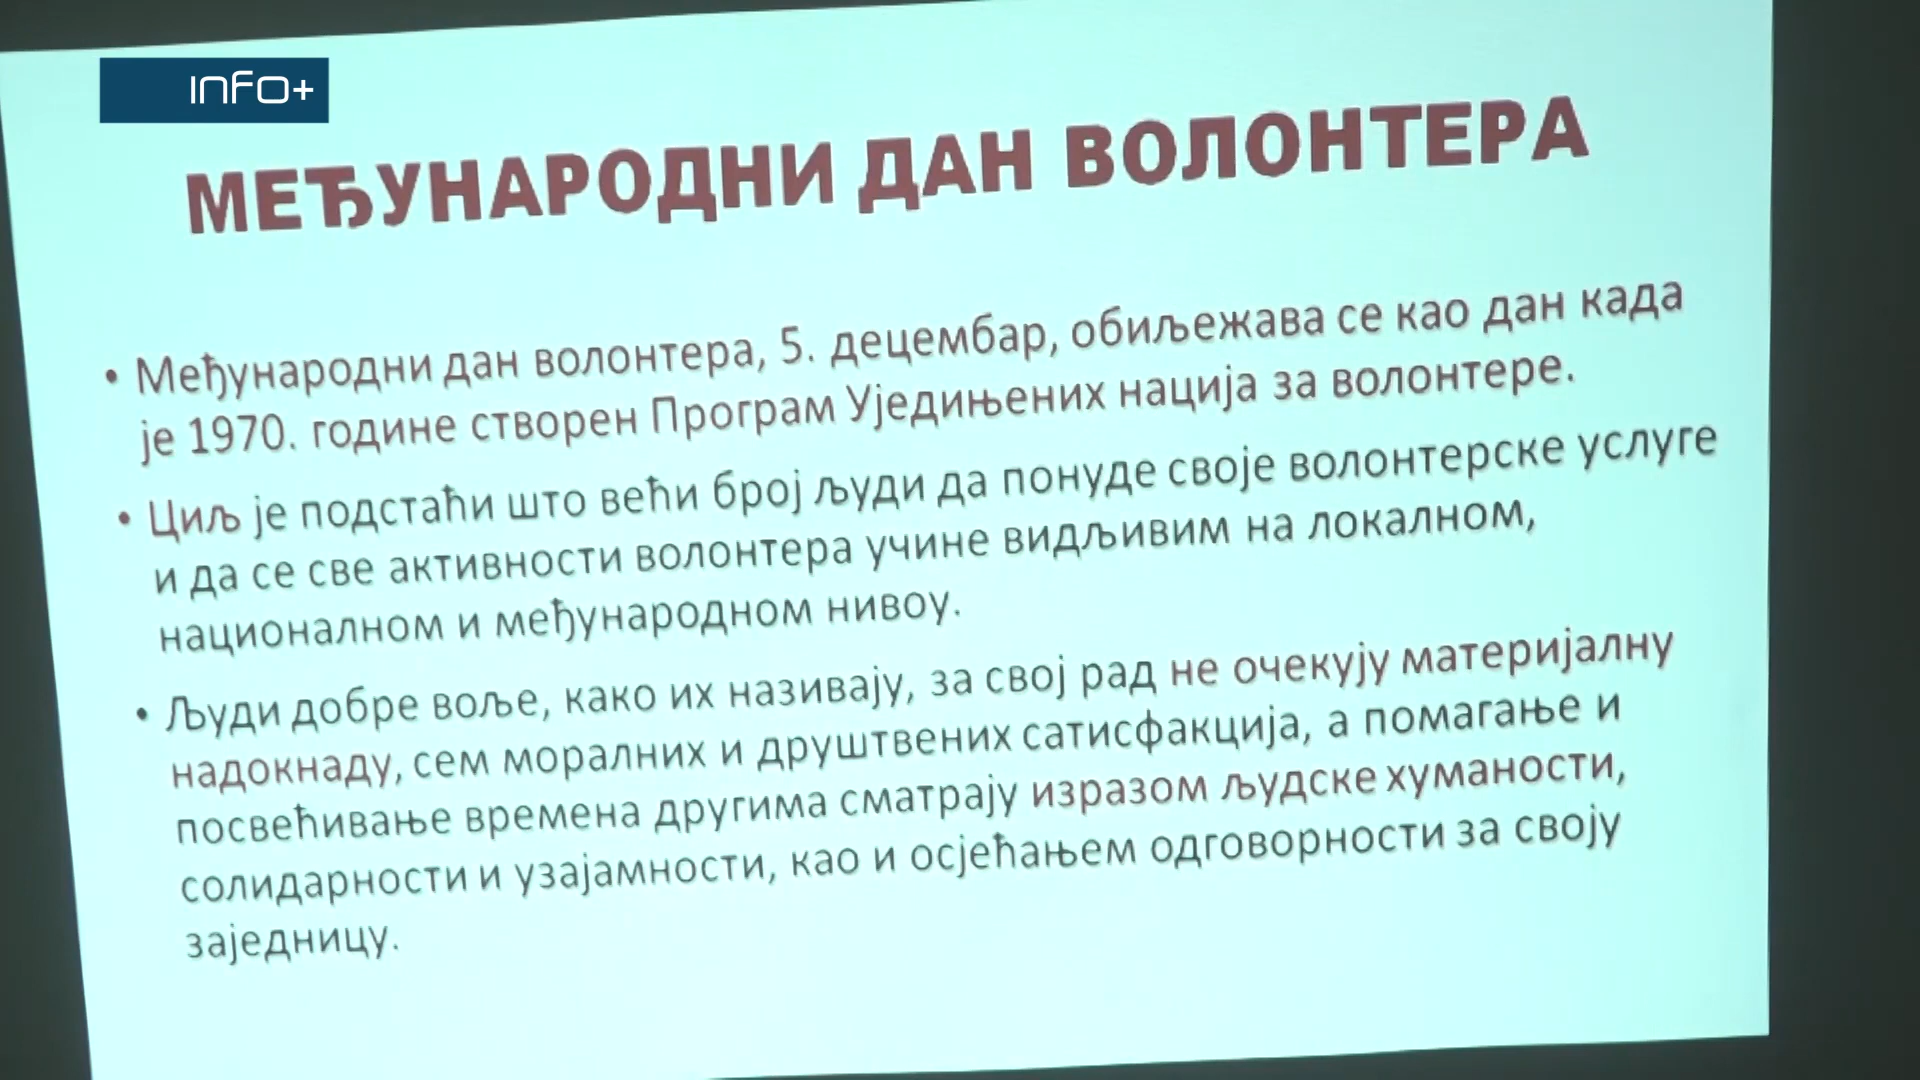 INFO+
МЕЂУНАРОДНИ ДАН ВОЛОНТЕРА
• Међународни дан волонтера, 5. децембар, обиљежава се као дан када
је 1970. године створен Програм Уједињених нација за волонтере.
• Циљ је подстаћи што већи број људи да понуде своје волонтерске услуге
и да се све активности волонтера учине видљивим на локалном,
националном и међународном нивоу.
• Људи добре воље, како их називају, за свој рад не очекују материјалну
надокнаду, сем моралних и друштвених сатисфакција, а помагање и
посвећивање времена другима сматрају изразом људске хуманости,
солидарности и узајамности, као и осјећањем одговорности за своју
заједницу.